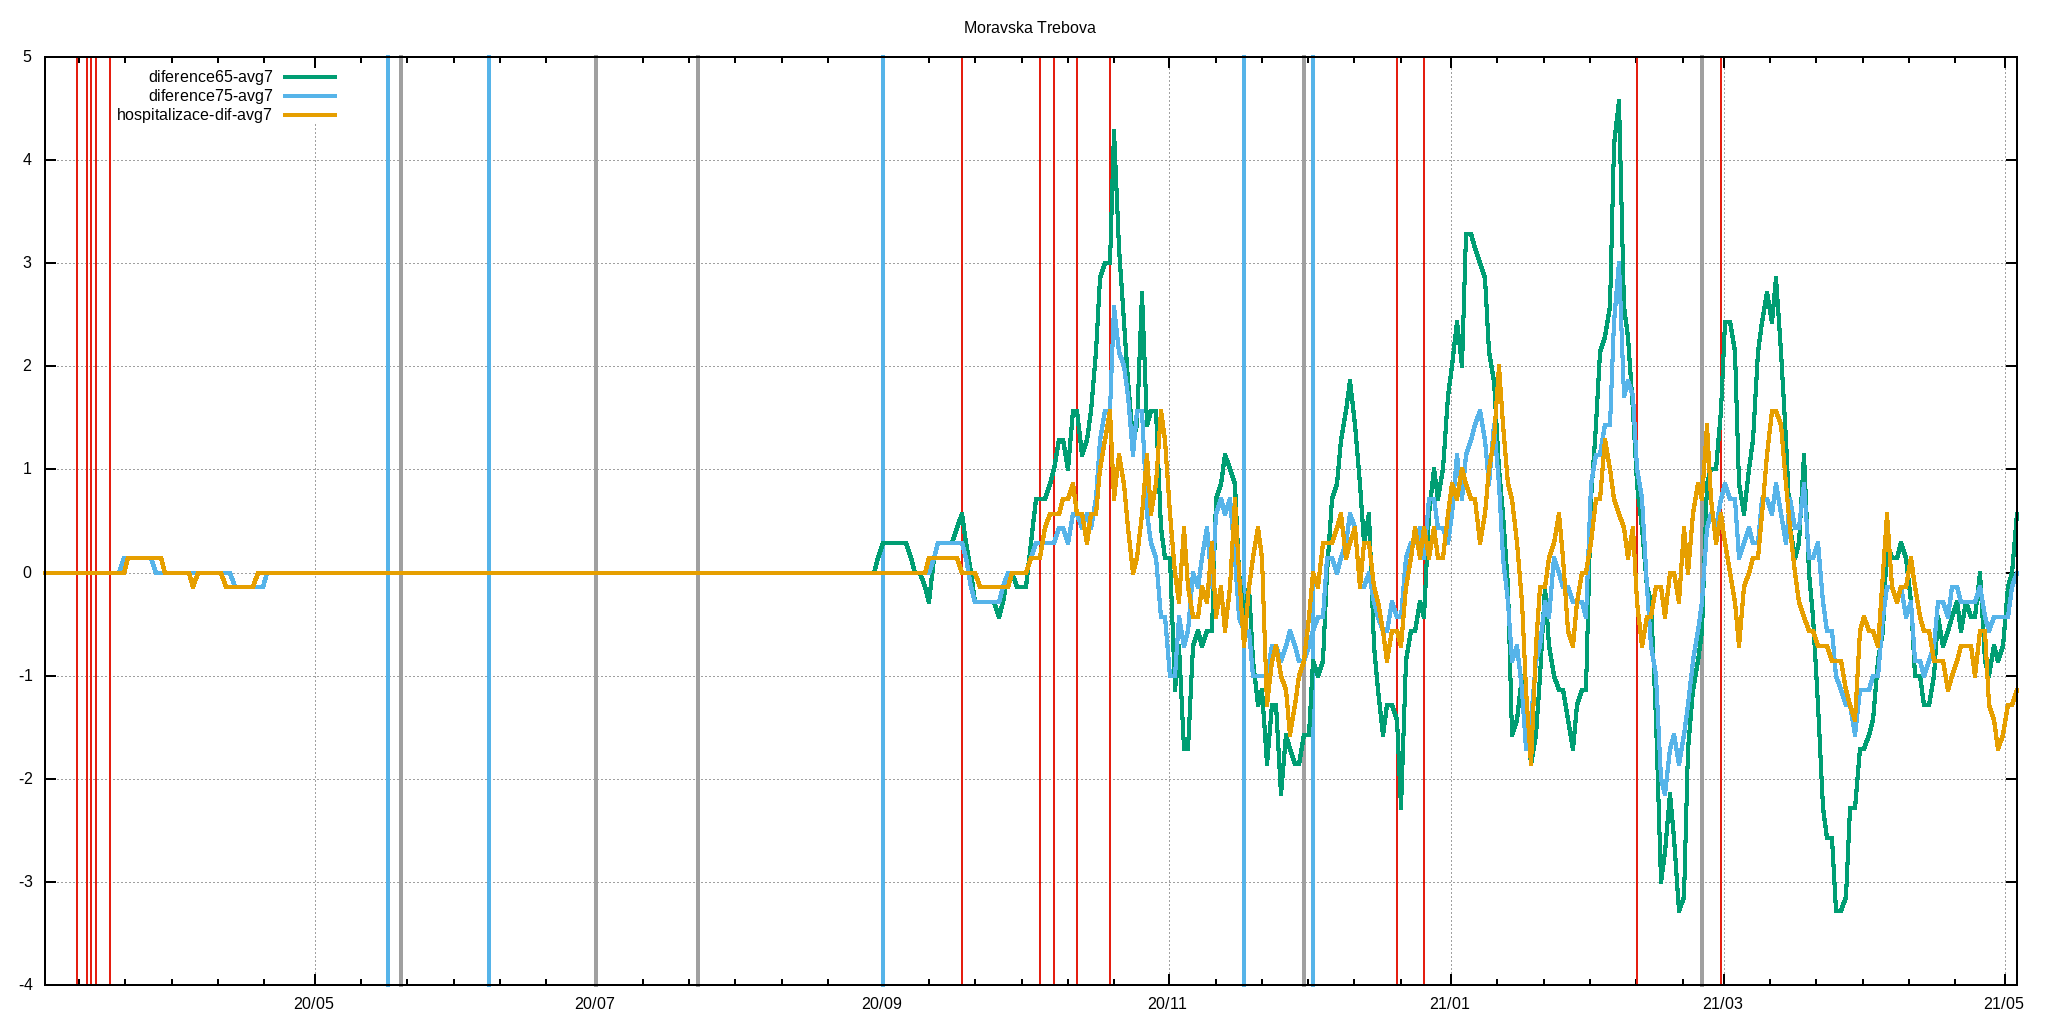 Moravska Trebova
diference65-avg7
diference75-avg7
hospitalizace-dif-avg7
5
4
3
2
1
0
-1
-2
-3
-4
20/05 20/07 20/09 20/11 21/01 21/03 21/05